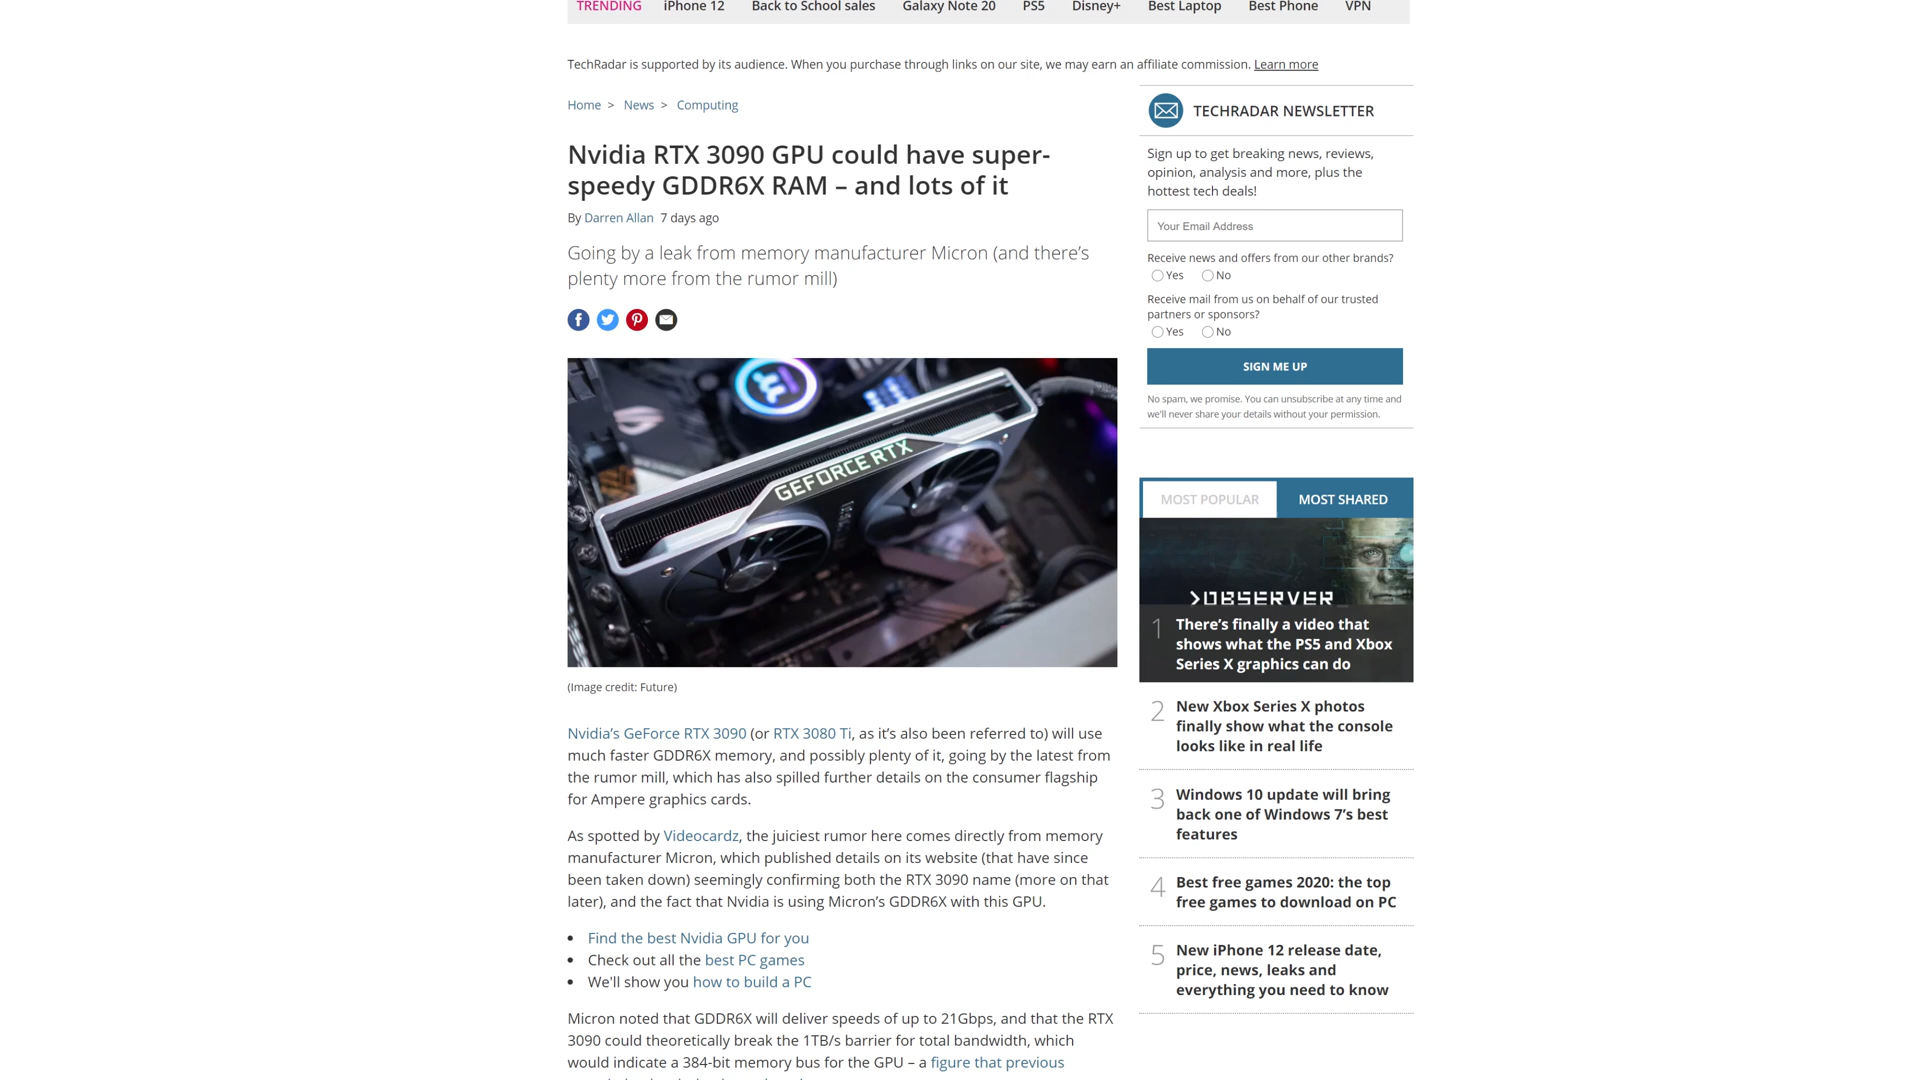 TRENDING iPhone 12 Back to School sales Galaxy Note 20 PS5 Disney+ Best Laptop Best Phone VPN
TechRadar is supported by its audience. When you purchase through links on our site, we may earn an affiliate commission. Learn more
Home > News > Computing
Nvidia RTX 3090 GPU could have super-
speedy GDDR6X RAM – and lots of it
By Darren Allan 7 days ago
Going by a leak from memory manufacturer Micron (and there’s
plenty more from the rumor mill)
GEFORCE RTX
(Image credit: Future)
Nvidia’s GeForce RTX 3090 (or RTX 3080 Ti, as it’s also been referred to) will use
much faster GDDR6X memory, and possibly plenty of it, going by the latest from
the rumor mill, which has also spilled further details on the consumer flagship
for Ampere graphics cards.
As spotted by Videocardz, the juiciest rumor here comes directly from memory
manufacturer Micron, which published details on its website (that have since
been taken down) seemingly confirming both the RTX 3090 name (more on that
later), and the fact that Nvidia is using Micron’s GDDR6X with this GPU.
• Find the best Nvidia GPU for you
• Check out all the best PC games
• We'll show you how to build a PC
Micron noted that GDDR6X will deliver speeds of up to 21Gbps, and that the RTX
3090 could theoretically break the 1TB/s barrier for total bandwidth, which
would indicate a 384-bit memory bus for the GPU – a figure that previous
TECHRADAR NEWSLETTER
Sign up to get breaking news, reviews,
opinion, analysis and more, plus the
hottest tech deals!
Your Email Address
Receive news and offers from our other brands?
Yes No
Receive mail from us on behalf of our trusted
partners or sponsors?
Yes No
SIGN ME UP
No spam, we promise. You can unsubscribe at any time and
we'll never share your details without your permission.
MOST POPULAR MOST SHARED
>OBSERVER_
1 There’s finally a video that
shows what the PS5 and Xbox
Series X graphics can do
2 New Xbox Series X photos
finally show what the console
looks like in real life
3 Windows 10 update will bring
back one of Windows 7’s best
features
4 Best free games 2020: the top
free games to download on PC
5 New iPhone 12 release date,
price, news, leaks and
everything you need to know